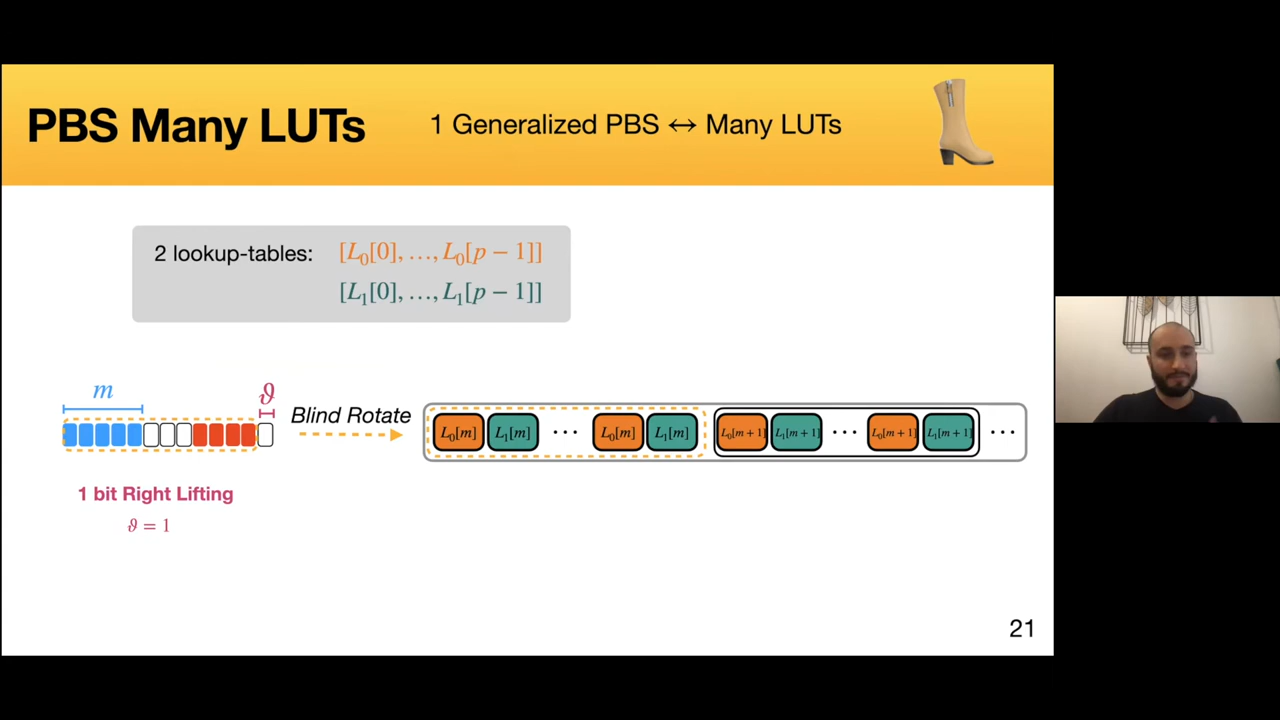 PBS Many LUTs
1 Generalized PBS ↔ Many LUTs
2 lookup-tables: [L₀[0], …, L₀[p − 1]]
[L₁[0], …, L₁[p − 1]]
m
ϑ
Blind Rotate
L₀[m] L₁[m] ⋯ L₀[m] L₁[m] L₀[m+1] L₁[m+1] ⋯ L₀[m+1] L₁[m+1] ⋯
1 bit Right Lifting
ϑ = 1
21